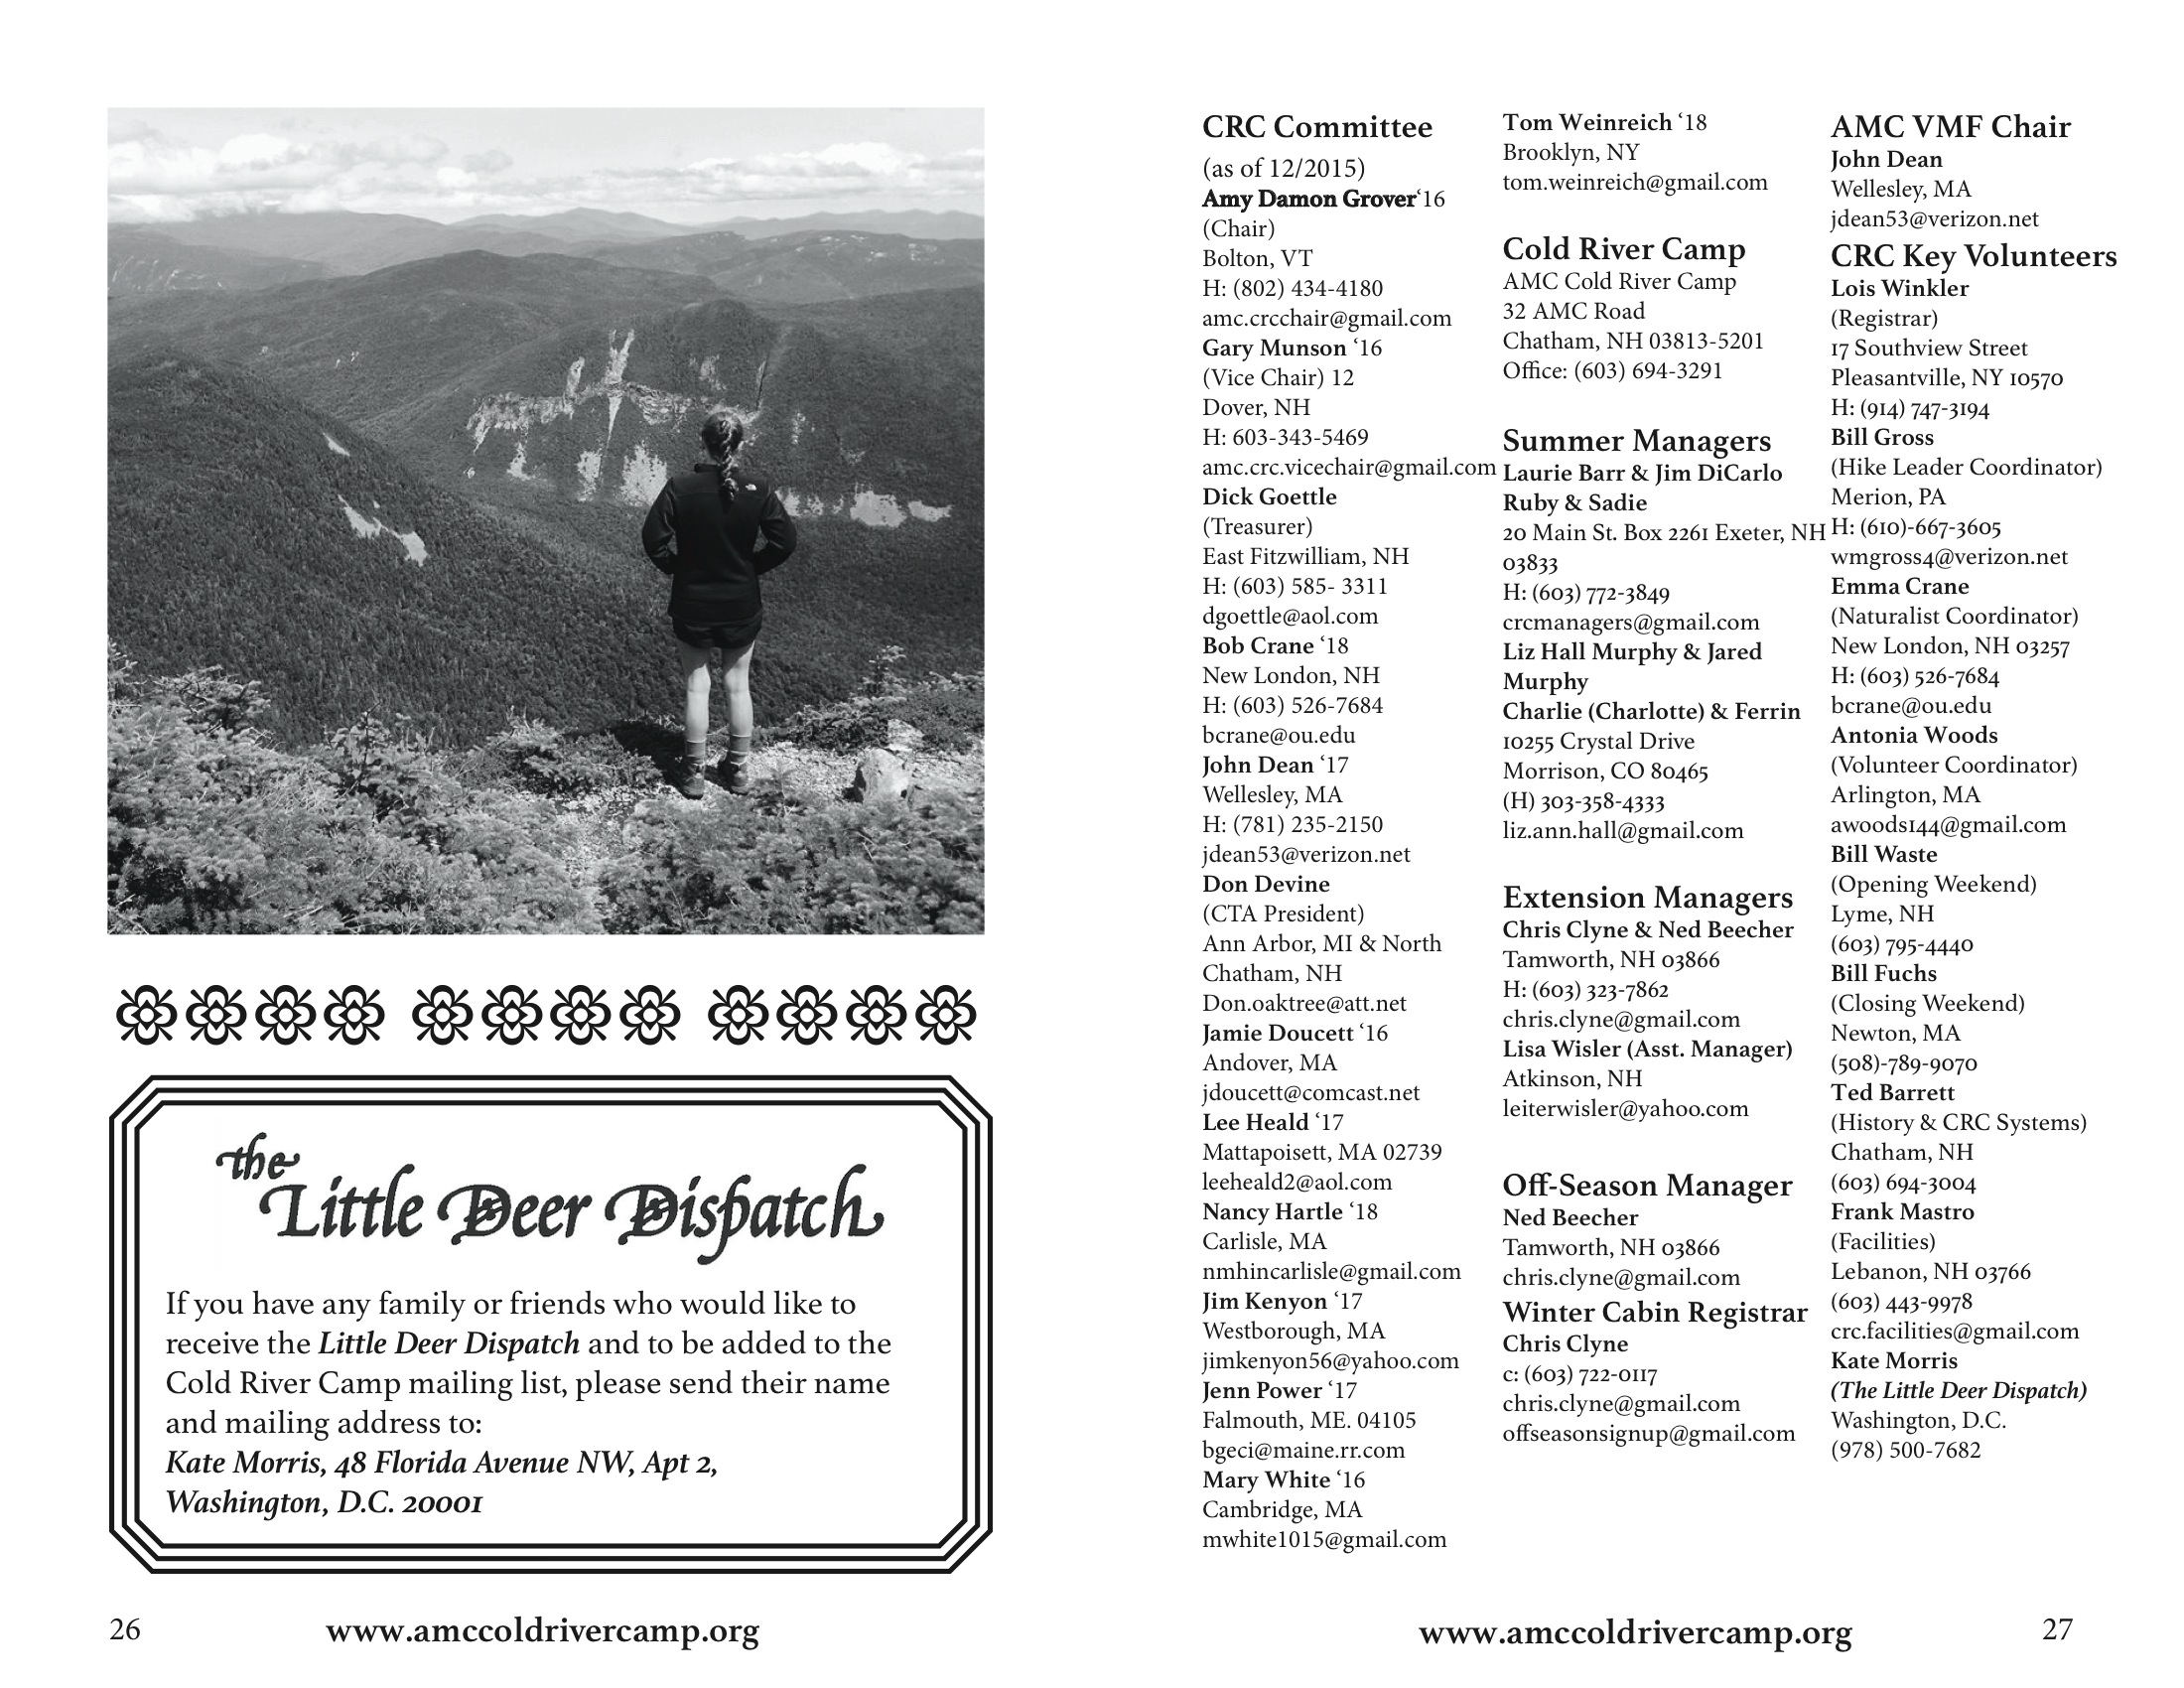 the
Little Deer Dispatch
If you have any family or friends who would like to
receive the Little Deer Dispatch and to be added to the
Cold River Camp mailing list, please send their name
and mailing address to:
Kate Morris, 48 Florida Avenue NW, Apt 2,
Washington, D.C. 20001
26
www.amccoldrivercamp.org
CRC Committee
(as of 12/2015)
Amy Damon Grover‘16
(Chair)
Bolton, VT
H: (802) 434-4180
amc.crcchair@gmail.com
Gary Munson ‘16
(Vice Chair) 12
Dover, NH
H: 603-343-5469
amc.crc.vicechair@gmail.com
Dick Goettle
(Treasurer)
East Fitzwilliam, NH
H: (603) 585- 3311
dgoettle@aol.com
Bob Crane ‘18
New London, NH
H: (603) 526-7684
bcrane@ou.edu
John Dean ‘17
Wellesley, MA
H: (781) 235-2150
jdean53@verizon.net
Don Devine
(CTA President)
Ann Arbor, MI & North
Chatham, NH
Don.oaktree@att.net
Jamie Doucett ‘16
Andover, MA
jdoucett@comcast.net
Lee Heald ‘17
Mattapoisett, MA 02739
leeheald2@aol.com
Nancy Hartle ‘18
Carlisle, MA
nmhincarlisle@gmail.com
Jim Kenyon ‘17
Westborough, MA
jimkenyon56@yahoo.com
Jenn Power ‘17
Falmouth, ME. 04105
bgeci@maine.rr.com
Mary White ‘16
Cambridge, MA
mwhite1015@gmail.com
Tom Weinreich ‘18
Brooklyn, NY
tom.weinreich@gmail.com
Cold River Camp
AMC Cold River Camp
32 AMC Road
Chatham, NH 03813-5201
Office: (603) 694-3291
Summer Managers
Laurie Barr & Jim DiCarlo
Ruby & Sadie
20 Main St. Box 2261 Exeter, NH
03833
H: (603) 772-3849
crcmanagers@gmail.com
Liz Hall Murphy & Jared
Murphy
Charlie (Charlotte) & Ferrin
10255 Crystal Drive
Morrison, CO 80465
(H) 303-358-4333
liz.ann.hall@gmail.com
Extension Managers
Chris Clyne & Ned Beecher
Tamworth, NH 03866
H: (603) 323-7862
chris.clyne@gmail.com
Lisa Wisler (Asst. Manager)
Atkinson, NH
leiterwisler@yahoo.com
Off-Season Manager
Ned Beecher
Tamworth, NH 03866
chris.clyne@gmail.com
Winter Cabin Registrar
Chris Clyne
c: (603) 722-0117
chris.clyne@gmail.com
offseasonsignup@gmail.com
AMC VMF Chair
John Dean
Wellesley, MA
jdean53@verizon.net
CRC Key Volunteers
Lois Winkler
(Registrar)
17 Southview Street
Pleasantville, NY 10570
H: (914) 747-3194
Bill Gross
(Hike Leader Coordinator)
Merion, PA
H: (610)-667-3605
wmgross4@verizon.net
Emma Crane
(Naturalist Coordinator)
New London, NH 03257
H: (603) 526-7684
bcrane@ou.edu
Antonia Woods
(Volunteer Coordinator)
Arlington, MA
awoods144@gmail.com
Bill Waste
(Opening Weekend)
Lyme, NH
(603) 795-4440
Bill Fuchs
(Closing Weekend)
Newton, MA
(508)-789-9070
Ted Barrett
(History & CRC Systems)
Chatham, NH
(603) 694-3004
Frank Mastro
(Facilities)
Lebanon, NH 03766
(603) 443-9978
crc.facilities@gmail.com
Kate Morris
(The Little Deer Dispatch)
Washington, D.C.
(978) 500-7682
www.amccoldrivercamp.org
27